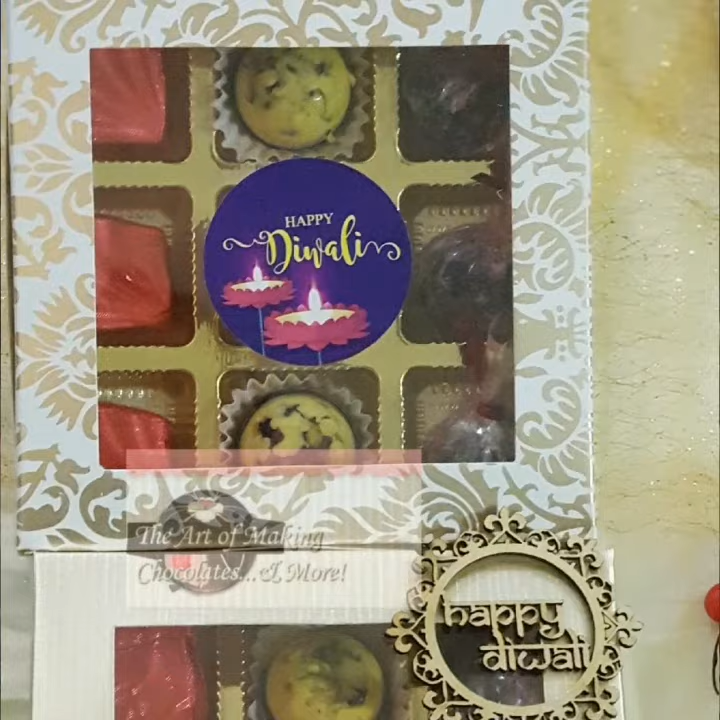 HAPPY
Diwali
The Art of Making
Chocolates...& More!
happy
diwali